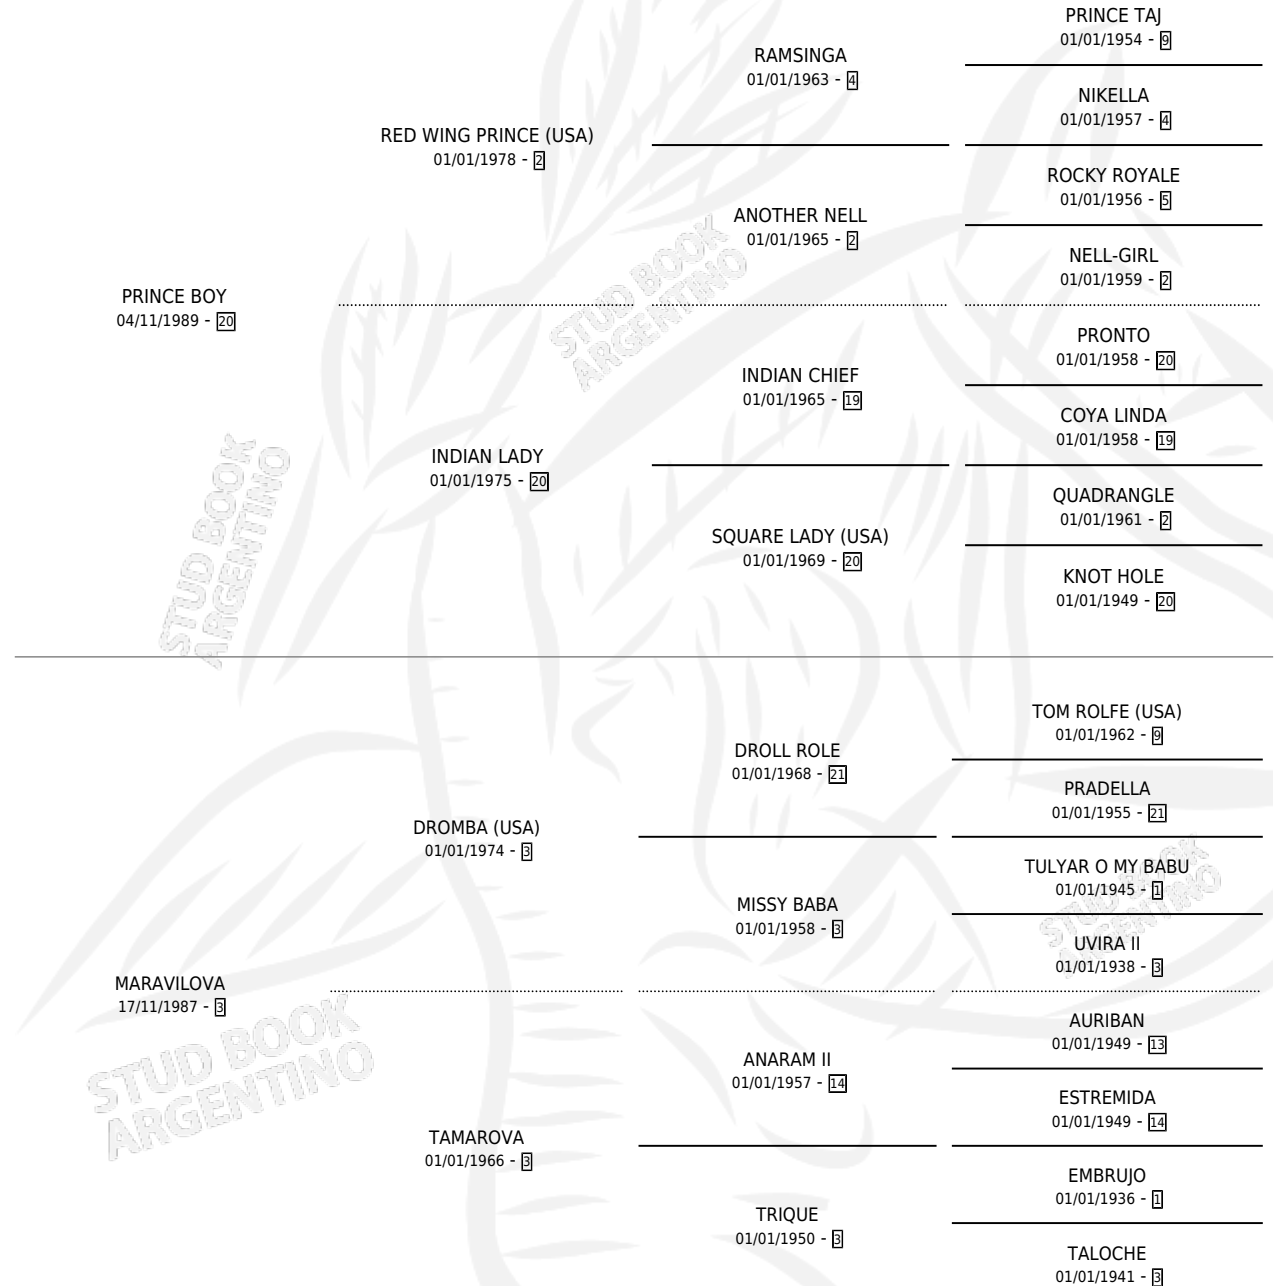 PRINCE TAJ
01/01/1954 - 9
RAMSINGA
01/01/1963 - 4
NIKELLA
01/01/1957 - 4
RED WING PRINCE (USA)
01/01/1978 - 2
ROCKY ROYALE
01/01/1956 - 5
ANOTHER NELL
01/01/1965 - 2
NELL-GIRL
01/01/1959 - 2
PRINCE BOY
04/11/1989 - 20
PRONTO
01/01/1958 - 20
INDIAN CHIEF
01/01/1965 - 19
COYA LINDA
01/01/1958 - 19
INDIAN LADY
01/01/1975 - 20
QUADRANGLE
01/01/1961 - 2
SQUARE LADY (USA)
01/01/1969 - 20
KNOT HOLE
01/01/1949 - 20
TOM ROLFE (USA)
01/01/1962 - 9
DROLL ROLE
01/01/1968 - 21
PRADELLA
01/01/1955 - 21
DROMBA (USA)
01/01/1974 - 3
TULYAR O MY BABU
01/01/1945 - 1
MISSY BABA
01/01/1958 - 3
UVIRA II
01/01/1938 - 3
MARAVILOVA
17/11/1987 - 3
AURIBAN
01/01/1949 - 13
ANARAM II
01/01/1957 - 14
ESTREMIDA
01/01/1949 - 14
TAMAROVA
01/01/1966 - 3
EMBRUJO
01/01/1936 - 1
TRIQUE
01/01/1950 - 3
TALOCHE
01/01/1941 - 3
STUD BOOK
ARGENTINO
STUD BOOK
ARGENTINO
STUD BOOK
ARGENTINO
STUD BOOK
ARGENTINO